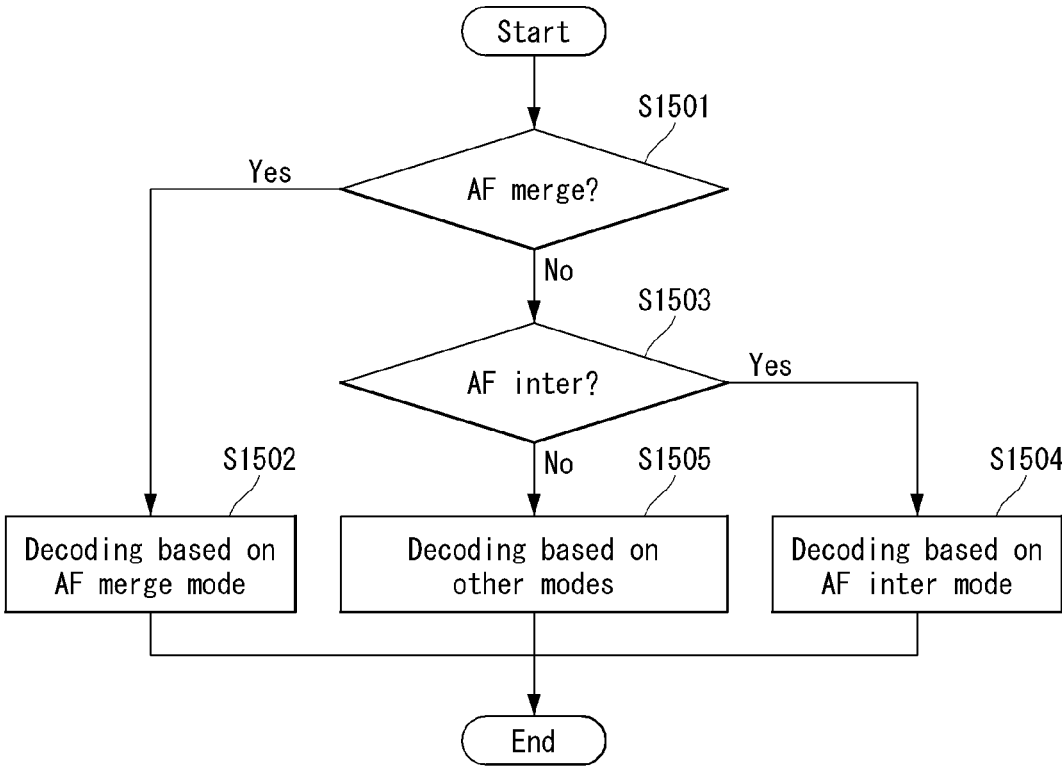 Start
S1501
Yes
AF merge?
No
S1503
AF inter?
Yes
S1502
No
S1505
S1504
Decoding based on
AF merge mode
Decoding based on
other modes
Decoding based on
AF inter mode
End